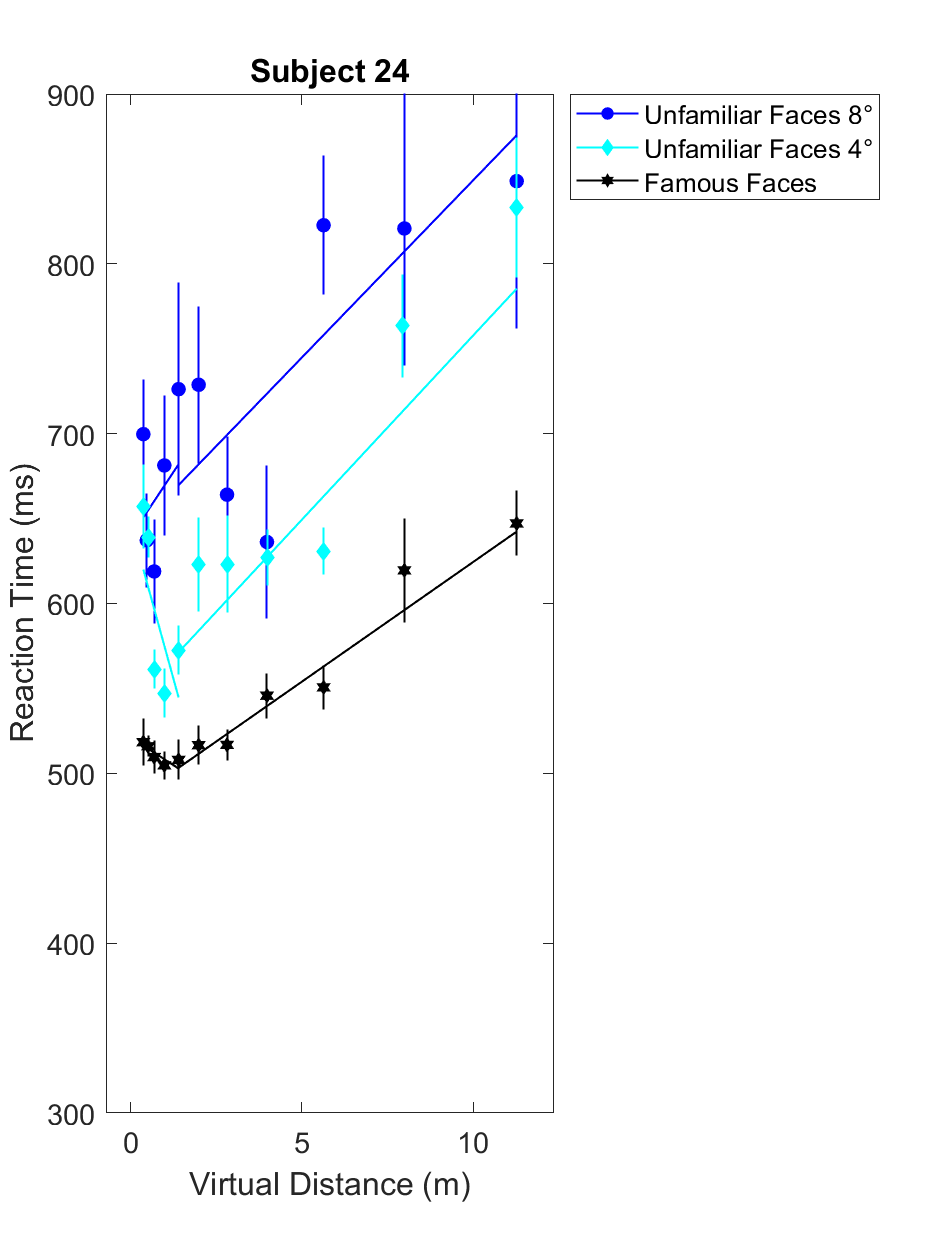 Subject 24
900
800
700
600
500
400
300
0 5 10
Reaction Time (ms)
Virtual Distance (m)
Unfamiliar Faces 8°
Unfamiliar Faces 4°
Famous Faces